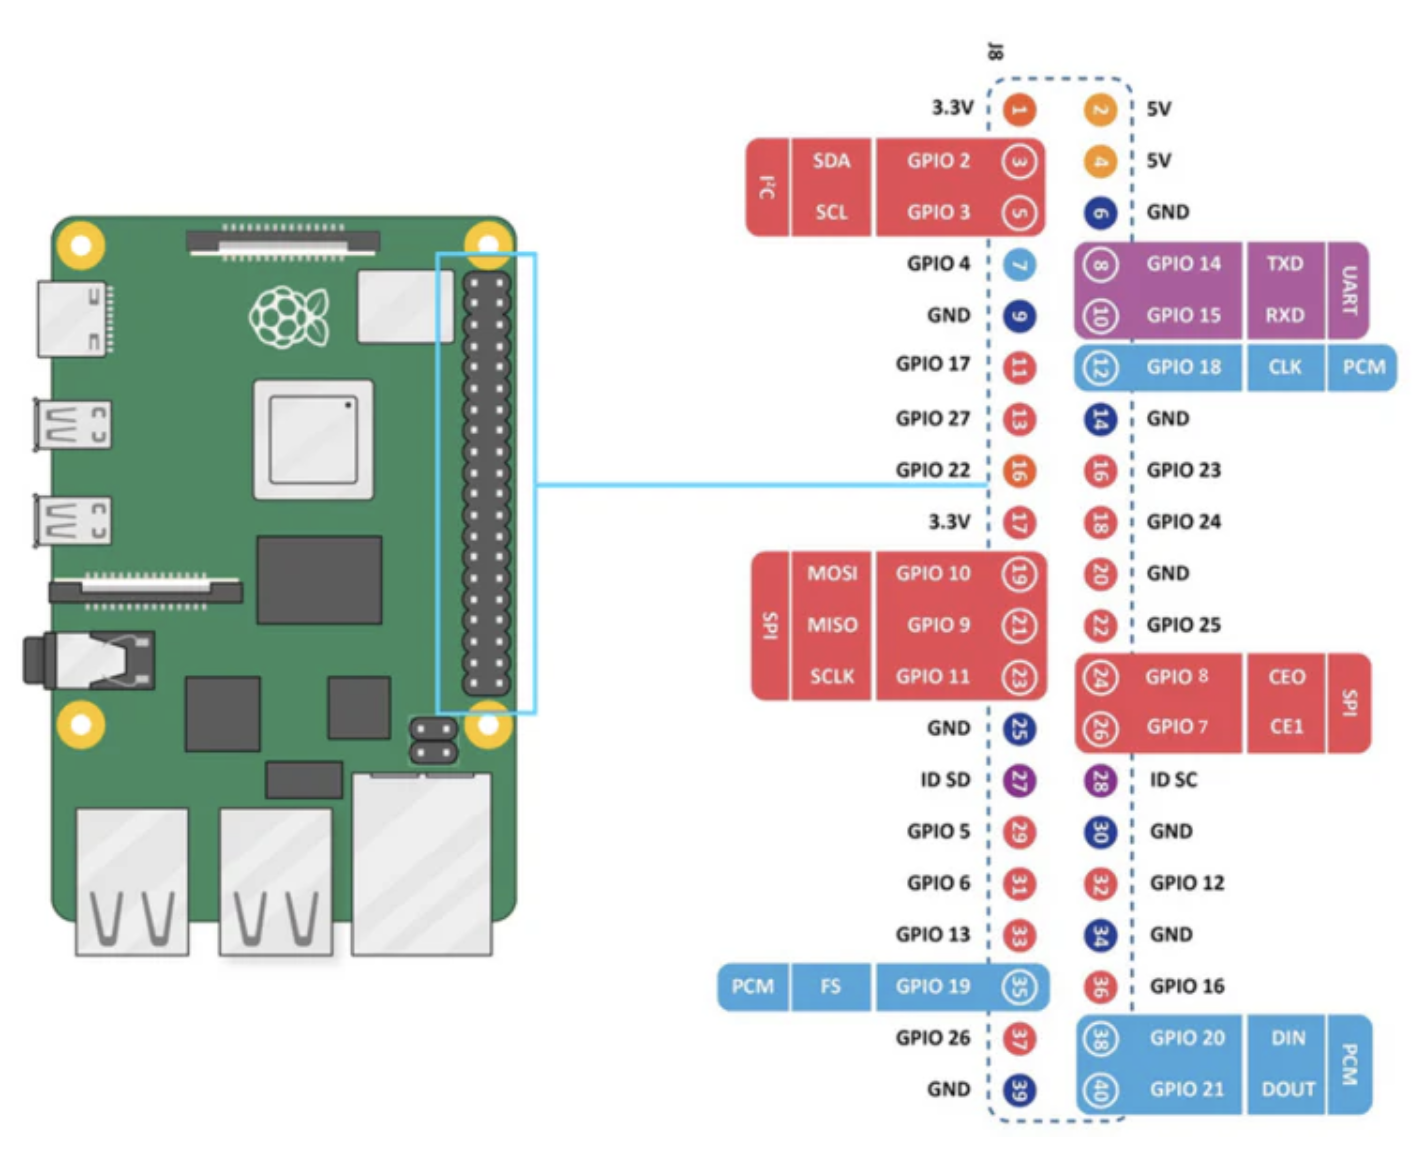 J8
3.3V 1 2 5V
I²C SDA GPIO 2 3 4 5V
SCL GPIO 3 5 6 GND
GPIO 4 7 8 GPIO 14 TXD UART
GND 9 10 GPIO 15 RXD
GPIO 17 11 12 GPIO 18 CLK PCM
GPIO 27 13 14 GND
GPIO 22 16 16 GPIO 23
3.3V 17 18 GPIO 24
SPI MOSI GPIO 10 19 20 GND
MISO GPIO 9 21 22 GPIO 25
SCLK GPIO 11 23 24 GPIO 8 CEO SPI
GND 25 26 GPIO 7 CE1
ID SD 27 28 ID SC
GPIO 5 29 30 GND
GPIO 6 31 32 GPIO 12
GPIO 13 33 34 GND
PCM FS GPIO 19 35 36 GPIO 16
GPIO 26 37 38 GPIO 20 DIN PCM
GND 39 40 GPIO 21 DOUT